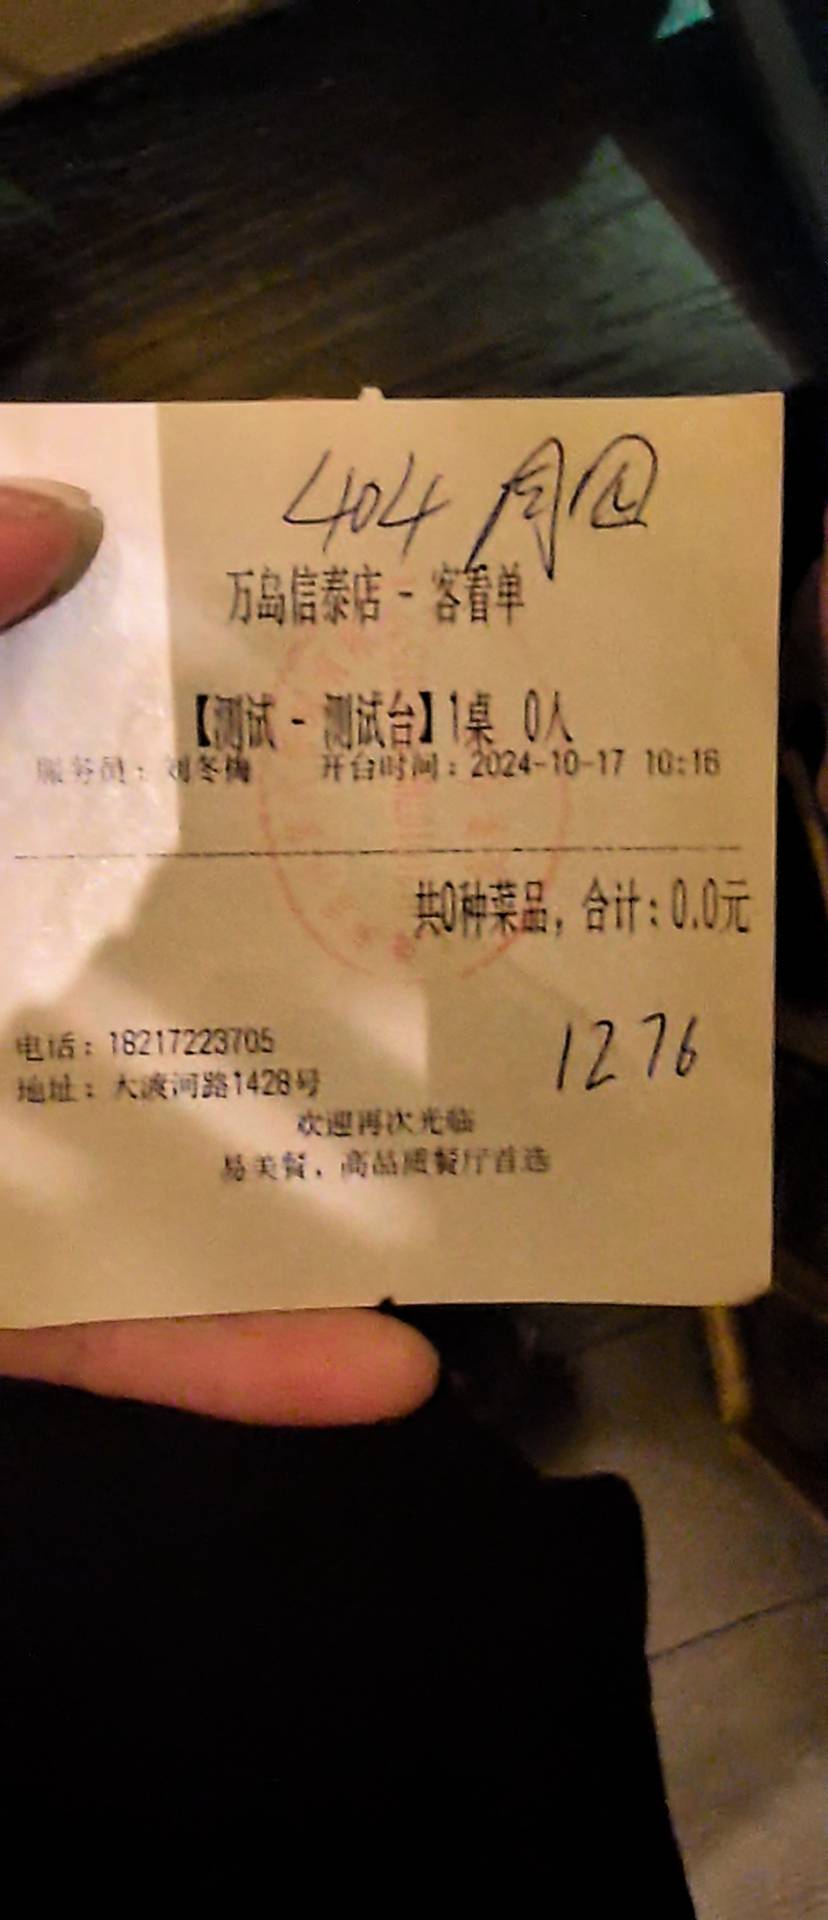 404 周
万岛信泰店 - 客看单
【测试 - 测试台】1桌 0人
服务员：刘冬梅 开台时间：2024-10-17 10:16
共0种菜品，合计：0.0元
1276
电话：18217223705
地址：大渡河路1428号
欢迎再次光临
易美餐，高品质餐厅首选